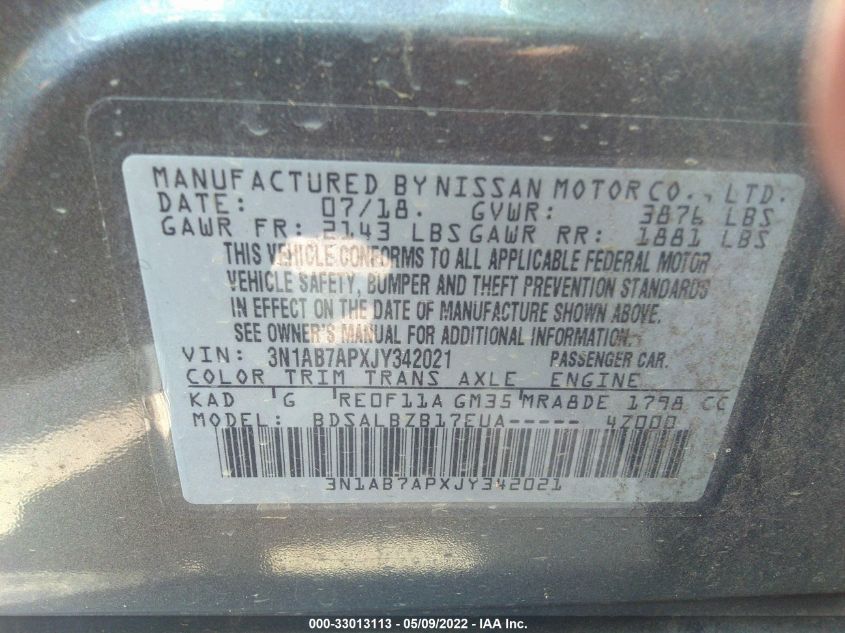 MANUFACTURED BY NISSAN MOTOR CO., LTD.
DATE: 07/18. GVWR: 3876 LBS
GAWR FR: 2143 LBS GAWR RR: 1881 LBS
THIS VEHICLE CONFORMS TO ALL APPLICABLE FEDERAL MOTOR
VEHICLE SAFETY, BUMPER AND THEFT PREVENTION STANDARDS
IN EFFECT ON THE DATE OF MANUFACTURE SHOWN ABOVE.
SEE OWNER'S MANUAL FOR ADDITIONAL INFORMATION.
VIN: 3N1AB7APXJY342021 PASSENGER CAR.
COLOR TRIM TRANS AXLE ENGINE
KAD G RE0F11A GM35 MRA8DE 1798 CC
MODEL: BDSALBZB17EUA----- 4Z000
3N1AB7APXJY342021
000-33013113 - 05/09/2022 - IAA Inc.